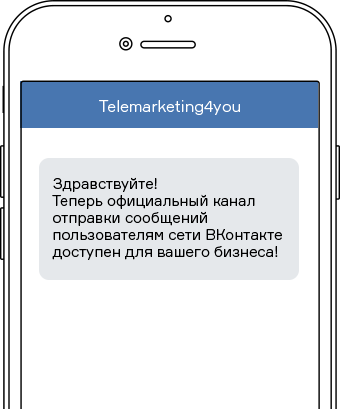 Telemarketing4you
Здравствуйте!
Теперь официальный канал
отправки сообщений
пользователям сети ВКонтакте
доступен для вашего бизнеса!